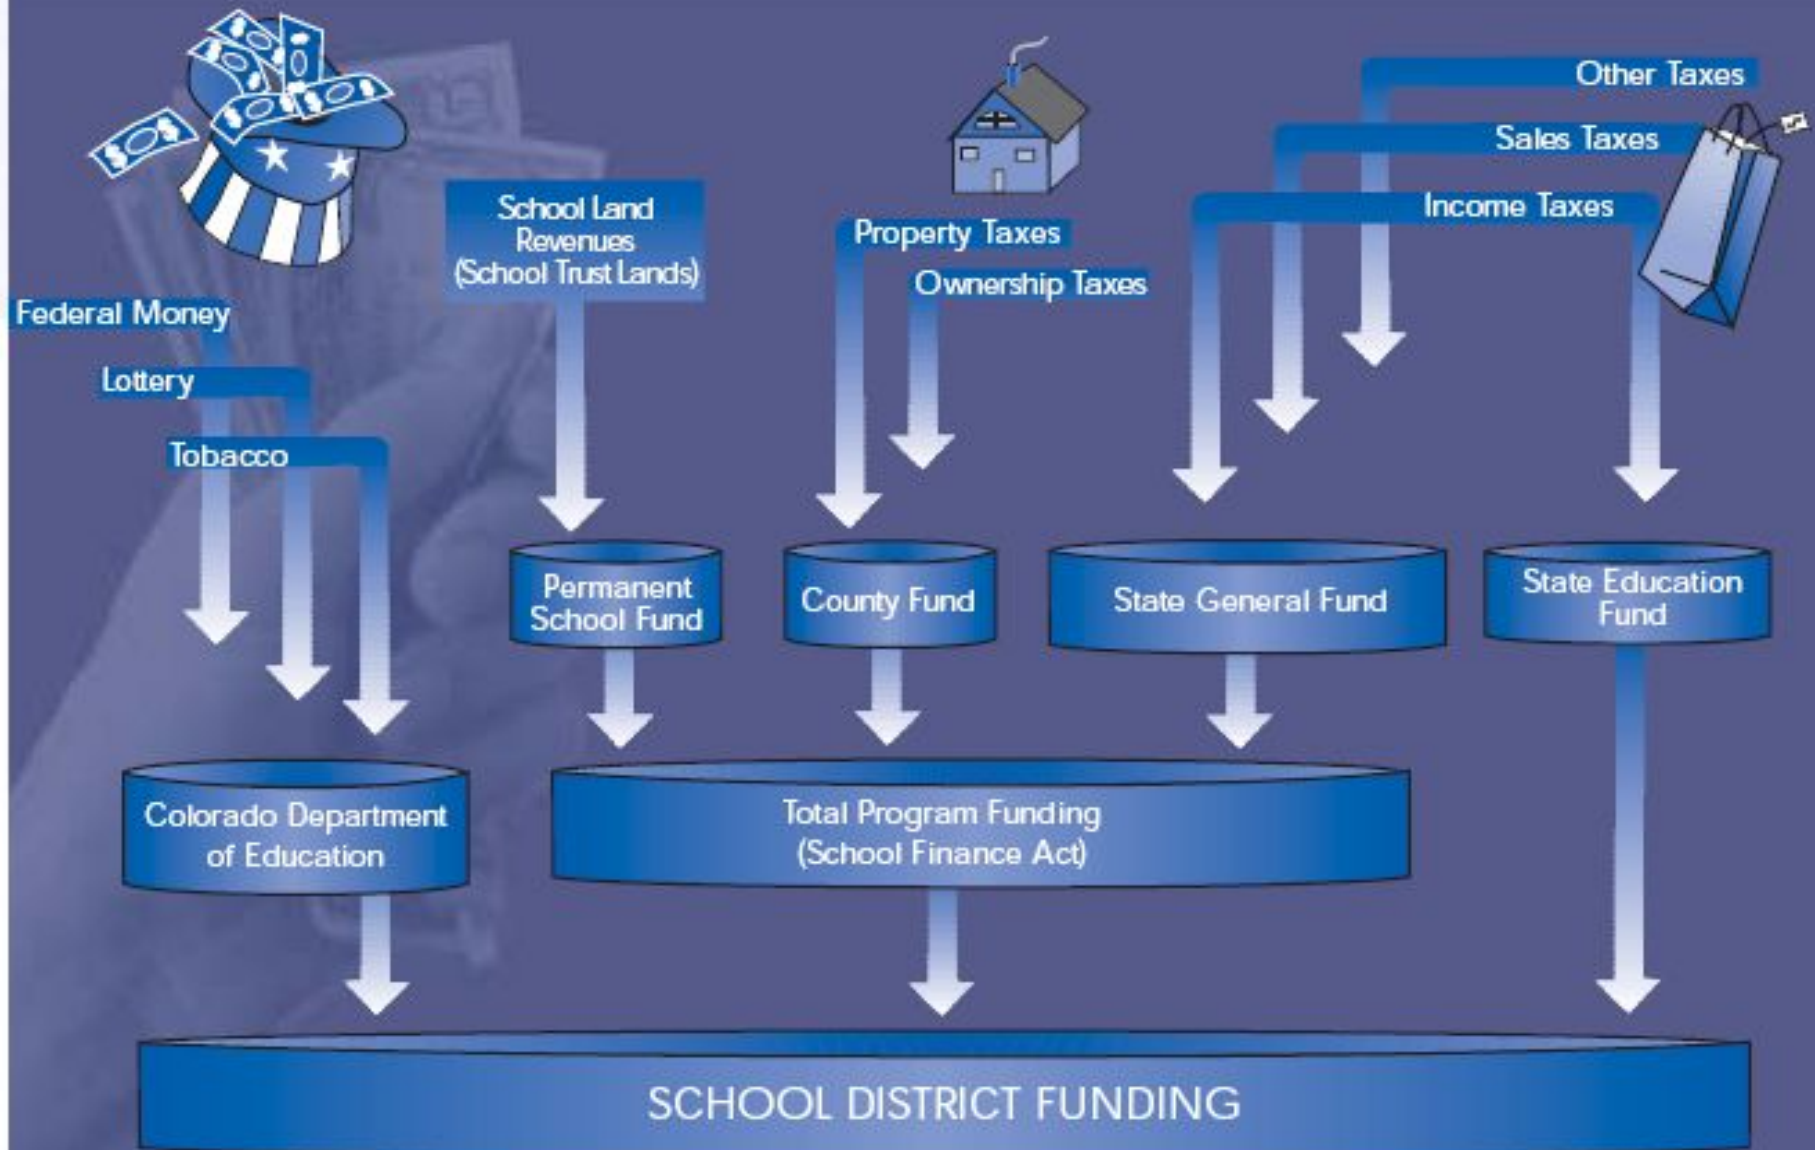 Other Taxes
Sales Taxes
Income Taxes
School Land
Revenues
(School Trust Lands)
Property Taxes
Ownership Taxes
Federal Money
Lottery
Tobacco
Permanent
School Fund
County Fund
State General Fund
State Education
Fund
Colorado Department
of Education
Total Program Funding
(School Finance Act)
SCHOOL DISTRICT FUNDING